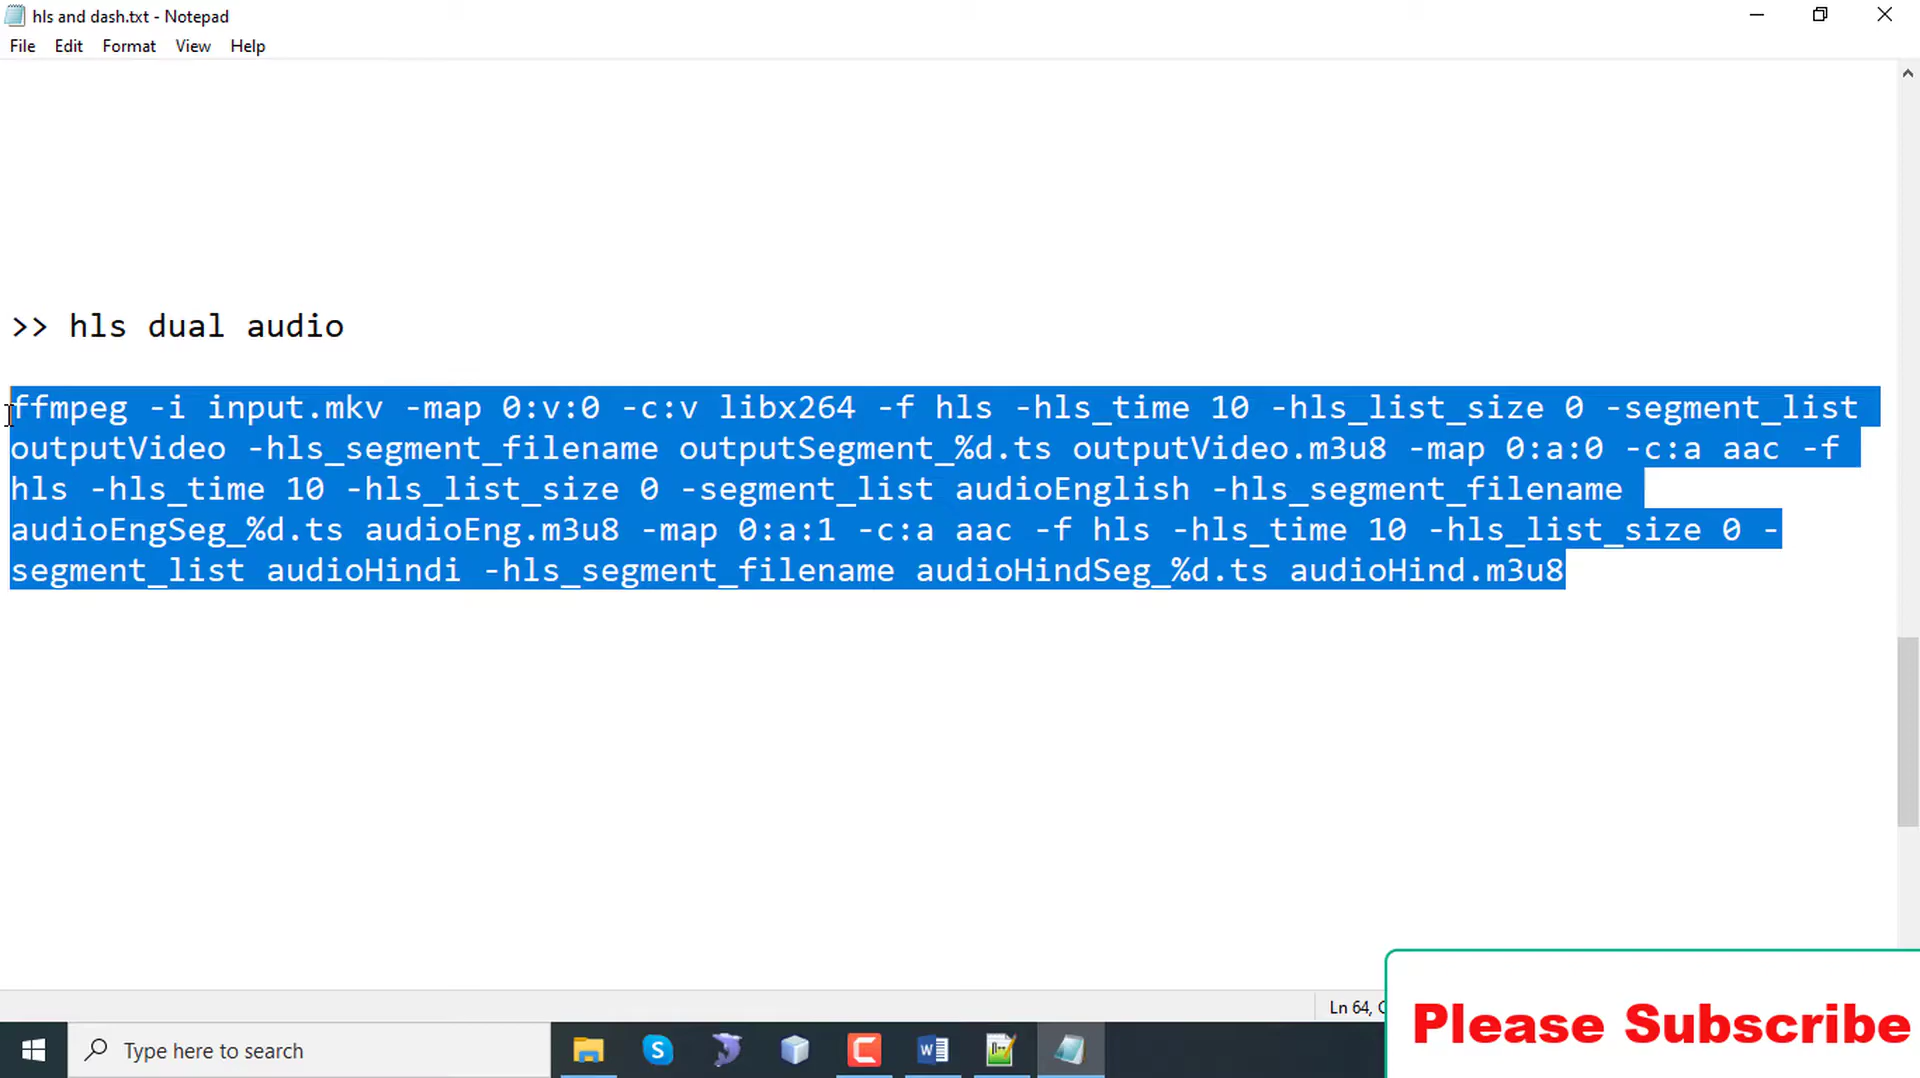 hls and dash.txt - Notepad
File Edit Format View Help
>> hls dual audio
ffmpeg -i input.mkv -map 0:v:0 -c:v libx264 -f hls -hls_time 10 -hls_list_size 0 -segment_list
outputVideo -hls_segment_filename outputSegment_%d.ts outputVideo.m3u8 -map 0:a:0 -c:a aac -f
hls -hls_time 10 -hls_list_size 0 -segment_list audioEnglish -hls_segment_filename
audioEngSeg_%d.ts audioEng.m3u8 -map 0:a:1 -c:a aac -f hls -hls_time 10 -hls_list_size 0 -
segment_list audioHindi -hls_segment_filename audioHindSeg_%d.ts audioHind.m3u8
Ln 64, C
Please Subscribe
Type here to search